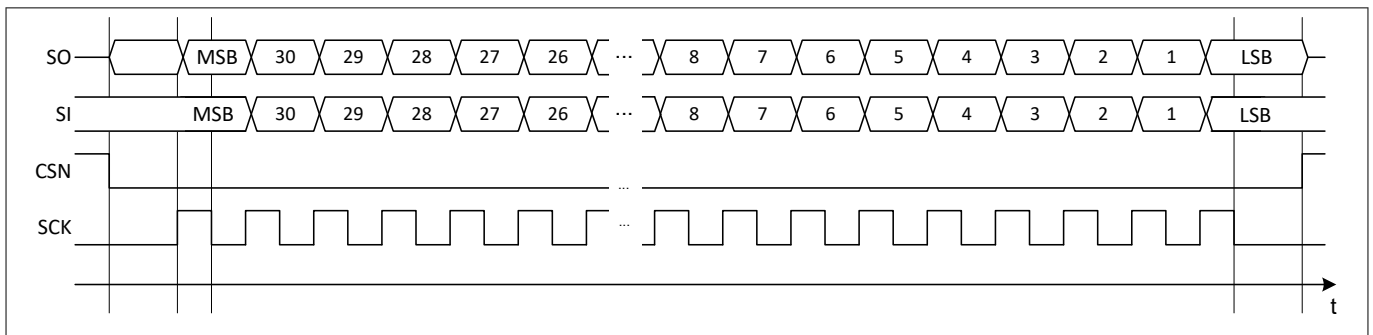 SO MSB 30 29 28 27 26 ... 8 7 6 5 4 3 2 1 LSB
SI MSB 30 29 28 27 26 ... 8 7 6 5 4 3 2 1 LSB
CSN ...
SCK ...
t